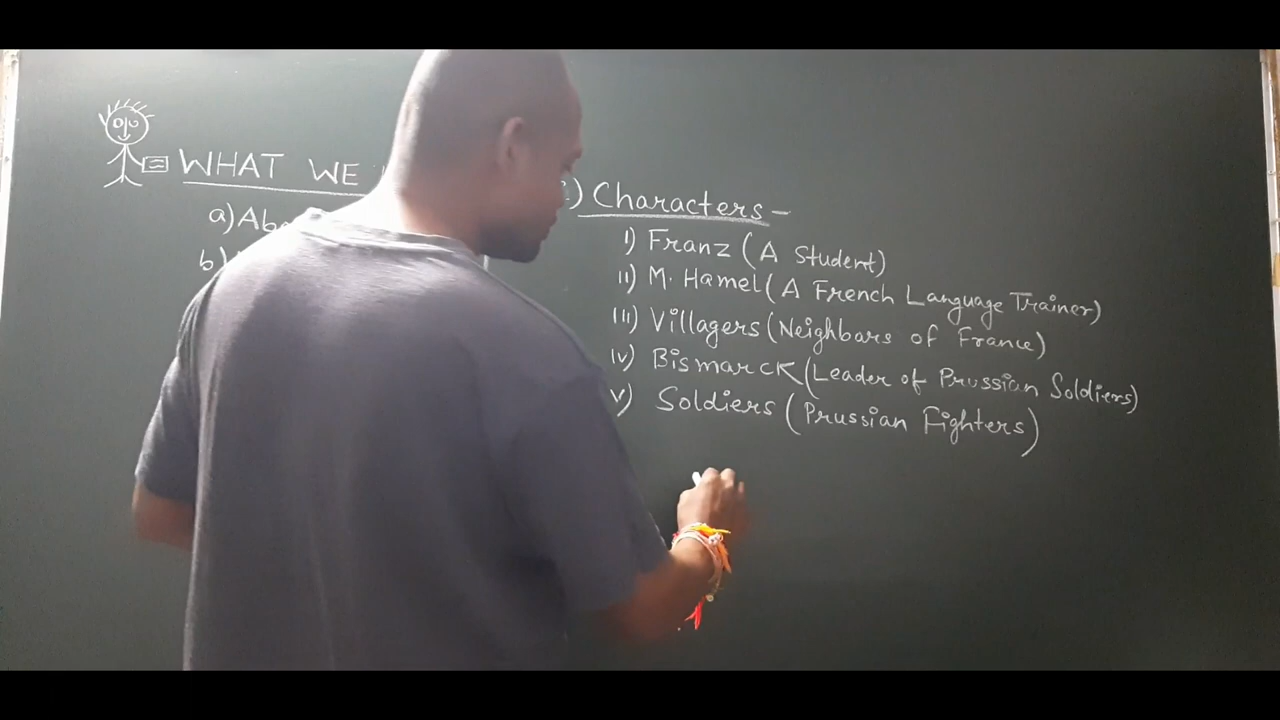 WHAT WE
a) Ab
b)
) Characters -
i) Franz (A Student)
ii) M. Hamel (A French Language Trainer)
iii) Villagers (Neighbars of France)
iv) Bismarck (Leader of Prussian Soldiers)
v) Soldiers (Prussian Fighters)